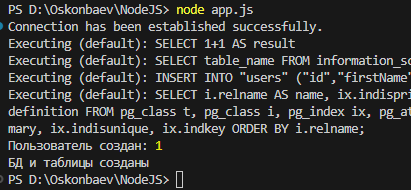 PS D:\Oskonbaev\NodeJS> node app.js
Connection has been established successfully.
Executing (default): SELECT 1+1 AS result
Executing (default): SELECT table_name FROM information_sc
Executing (default): INSERT INTO "users" ("id","firstName"
Executing (default): SELECT i.relname AS name, ix.indispri
definition FROM pg_class t, pg_class i, pg_index ix, pg_at
mary, ix.indisunique, ix.indkey ORDER BY i.relname;
Пользователь создан: 1
БД и таблицы созданы
PS D:\Oskonbaev\NodeJS>